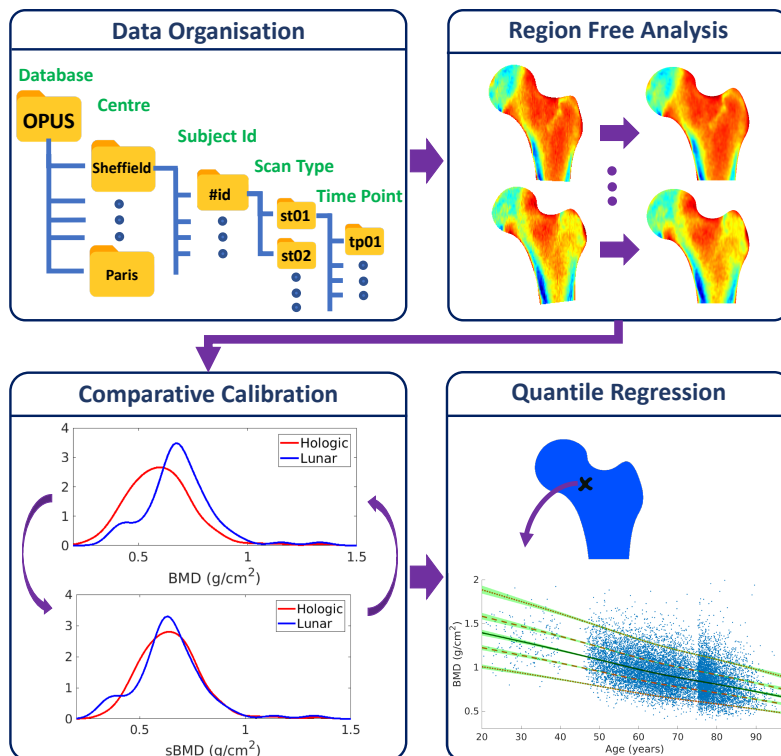 Data Organisation
Database
Centre
Subject Id
Scan Type
Time Point
OPUS
Sheffield
#id
st01
st02
tp01
Paris
Region Free Analysis
Comparative Calibration
4
3
2
1
0
Hologic
Lunar
0.5
1
1.5
BMD (g/cm²)
4
3
2
1
0
Hologic
Lunar
0.5
1
1.5
sBMD (g/cm²)
Quantile Regression
2
1.5
1
0.5
BMD (g/cm²)
20
30
40
50
60
70
80
90
Age (years)